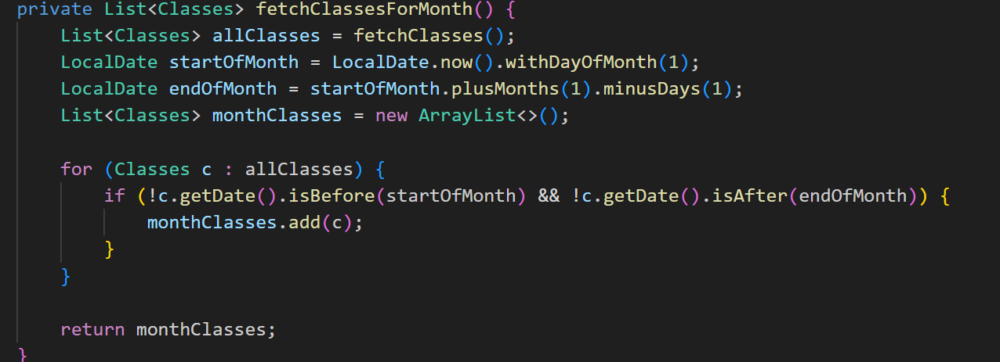 private List<Classes> fetchClassesForMonth() {
    List<Classes> allClasses = fetchClasses();
    LocalDate startOfMonth = LocalDate.now().withDayOfMonth(1);
    LocalDate endOfMonth = startOfMonth.plusMonths(1).minusDays(1);
    List<Classes> monthClasses = new ArrayList<>();

    for (Classes c : allClasses) {
        if (!c.getDate().isBefore(startOfMonth) && !c.getDate().isAfter(endOfMonth)) {
            monthClasses.add(c);
        }
    }

    return monthClasses;
}